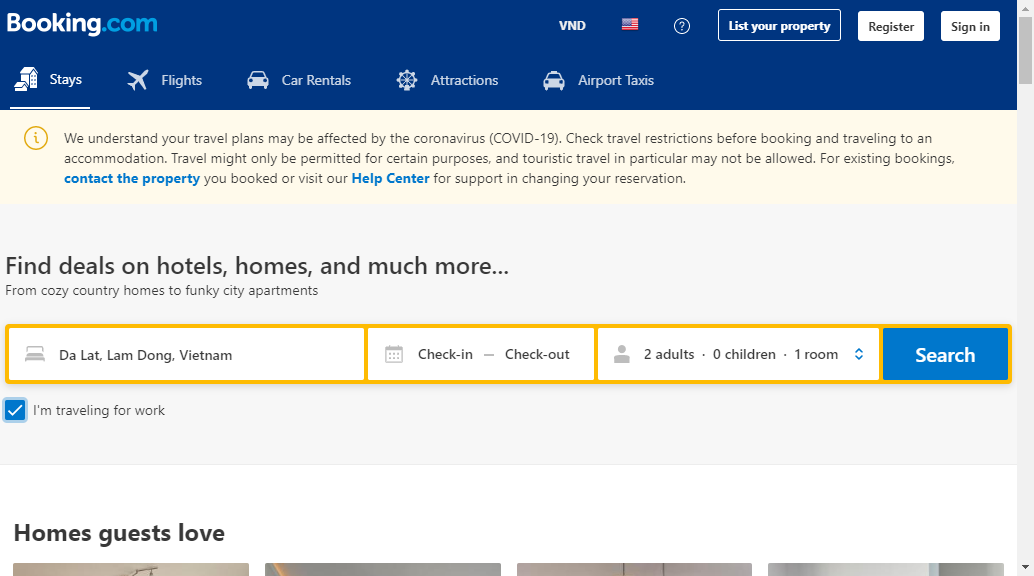 Booking.com
VND
List your property
Register
Sign in
Stays
Flights
Car Rentals
Attractions
Airport Taxis
We understand your travel plans may be affected by the coronavirus (COVID-19). Check travel restrictions before booking and traveling to an
accommodation. Travel might only be permitted for certain purposes, and touristic travel in particular may not be allowed. For existing bookings,
contact the property you booked or visit our Help Center for support in changing your reservation.
Find deals on hotels, homes, and much more...
From cozy country homes to funky city apartments
Da Lat, Lam Dong, Vietnam
Check-in — Check-out
2 adults · 0 children · 1 room
Search
I'm traveling for work
Homes guests love